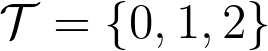 𝒯 = {0, 1, 2}